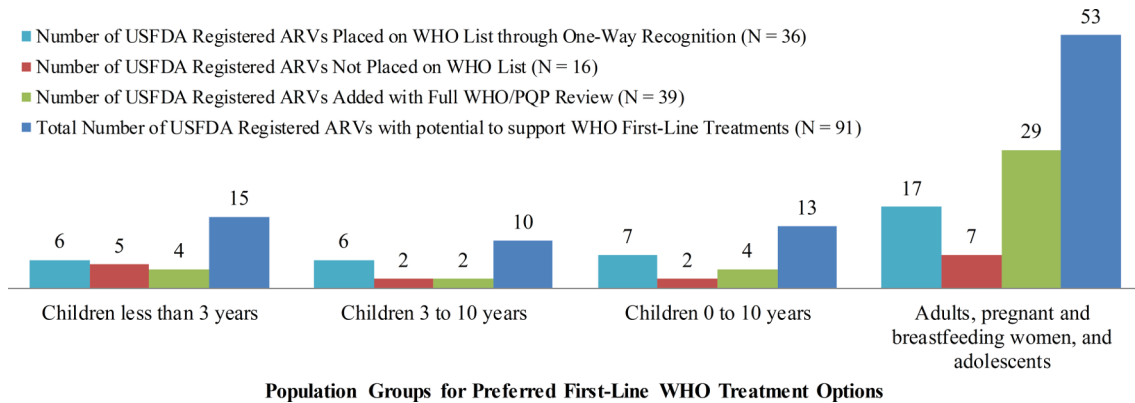 Number of USFDA Registered ARVs Placed on WHO List through One-Way Recognition (N = 36)
Number of USFDA Registered ARVs Not Placed on WHO List (N = 16)
Number of USFDA Registered ARVs Added with Full WHO/PQP Review (N = 39)
Total Number of USFDA Registered ARVs with potential to support WHO First-Line Treatments (N = 91)
6
5
4
15
6
2
2
10
7
2
4
13
17
7
29
53
Children less than 3 years
Children 3 to 10 years
Children 0 to 10 years
Adults, pregnant and
breastfeeding women, and
adolescents
Population Groups for Preferred First-Line WHO Treatment Options